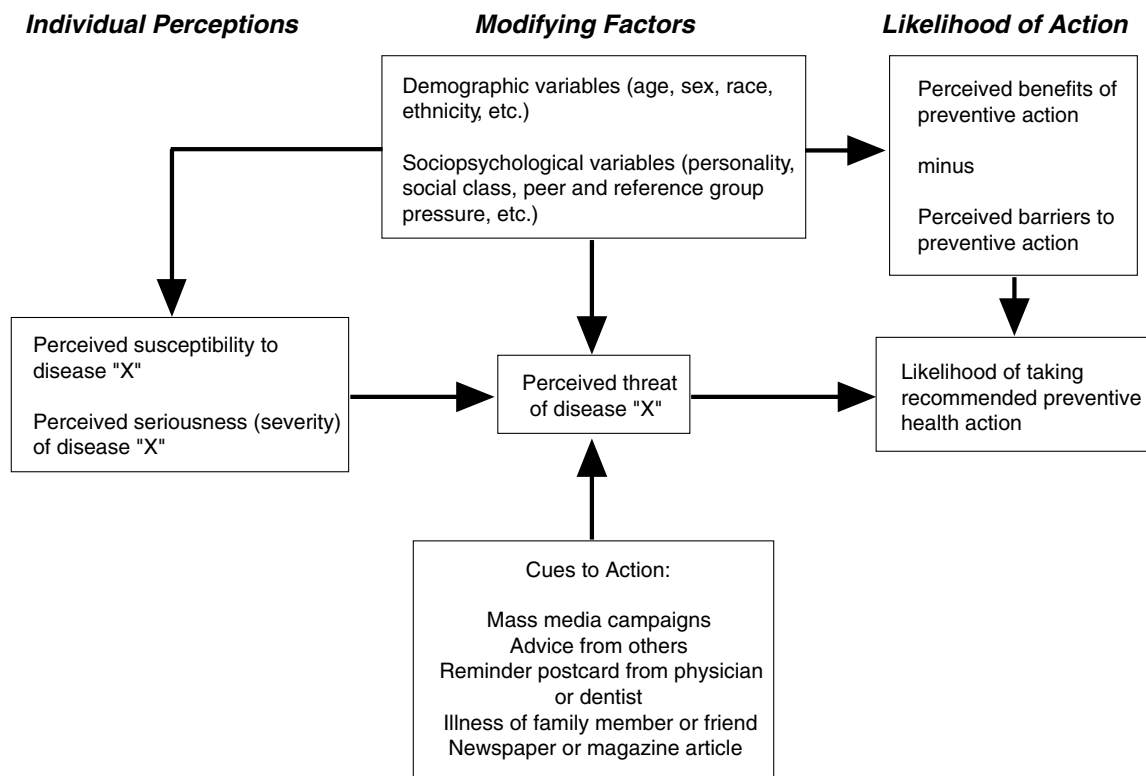 Individual Perceptions
Modifying Factors
Likelihood of Action
Demographic variables (age, sex, race,
ethnicity, etc.)
Sociopsychological variables (personality,
social class, peer and reference group
pressure, etc.)
Perceived benefits of
preventive action
minus
Perceived barriers to
preventive action
Perceived susceptibility to
disease "X"
Perceived seriousness (severity)
of disease "X"
Perceived threat
of disease "X"
Likelihood of taking
recommended preventive
health action
Cues to Action:
Mass media campaigns
Advice from others
Reminder postcard from physician
or dentist
Illness of family member or friend
Newspaper or magazine article